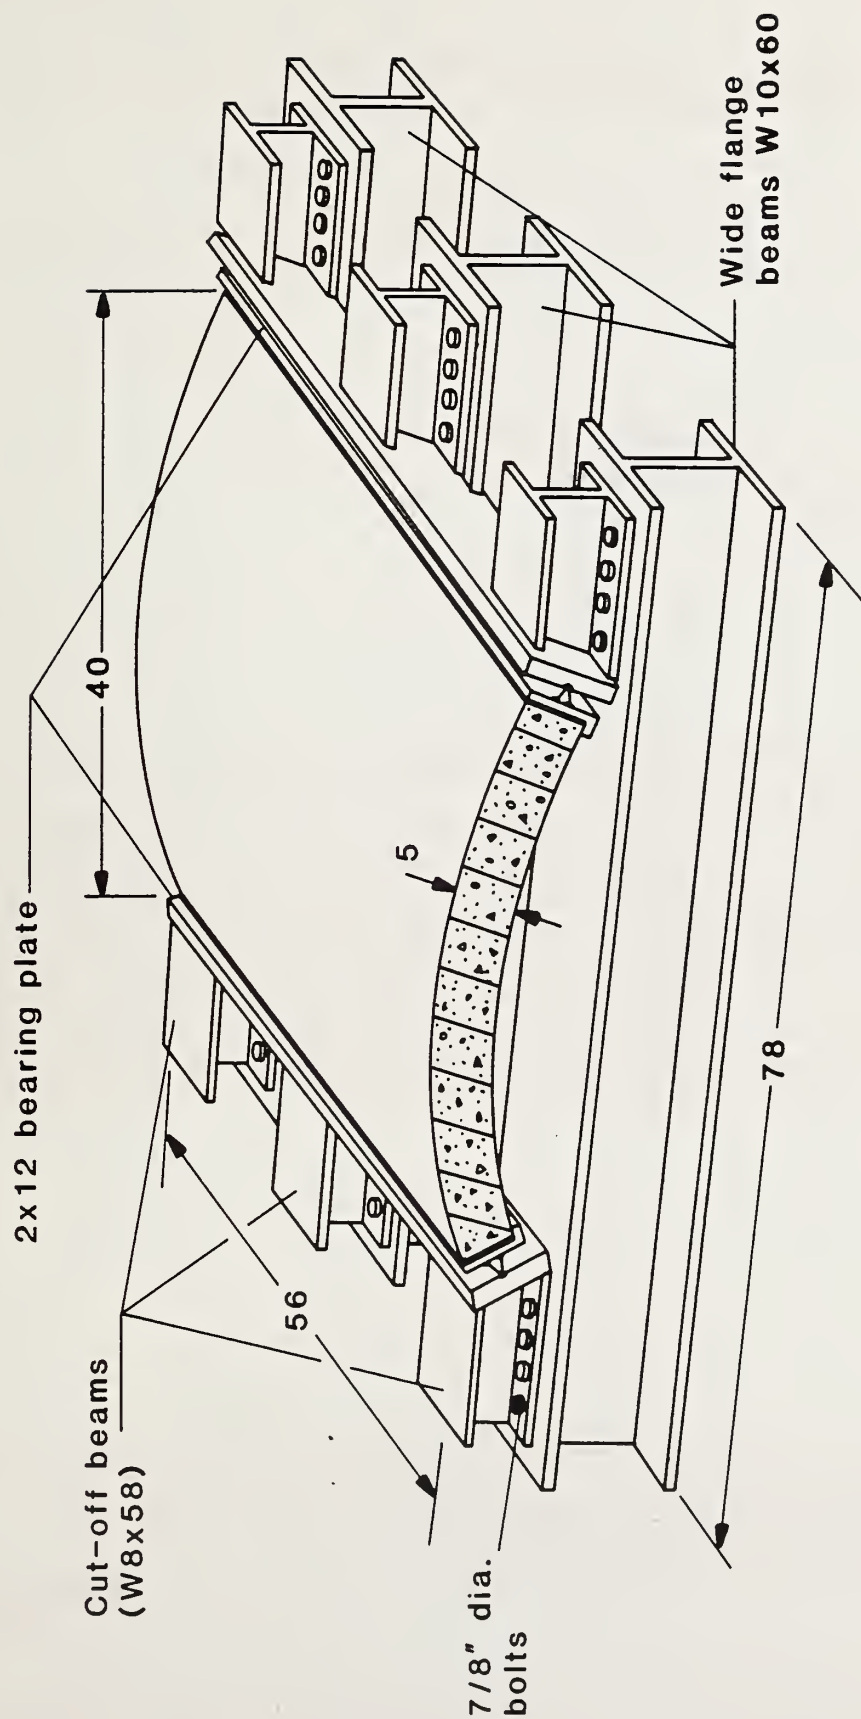 2x12 bearing plate
40
Cut-off beams
(W8x58)
56
5
7/8" dia.
bolts
78
Wide flange
beams W10x60